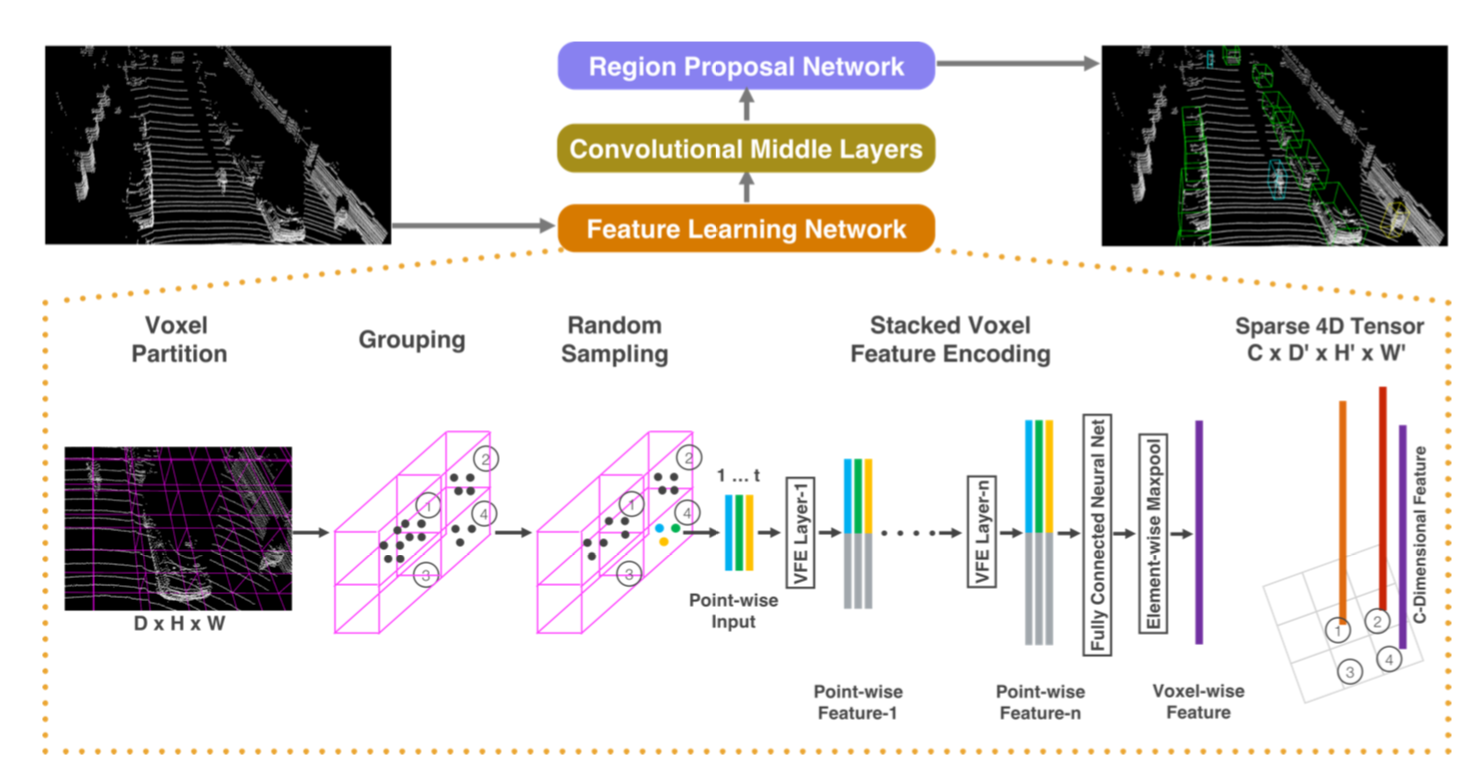 Region Proposal Network
Convolutional Middle Layers
Feature Learning Network
Voxel
Partition
Grouping
Random
Sampling
Stacked Voxel
Feature Encoding
Sparse 4D Tensor
C x D' x H' x W'
D x H x W
1
2
3
4
1
2
3
4
1 ... t
Point-wise
Input
VFE Layer-1
Point-wise
Feature-1
VFE Layer-n
Point-wise
Feature-n
Fully Connected Neural Net
Element-wise Maxpool
Voxel-wise
Feature
C-Dimensional Feature
1
2
3
4